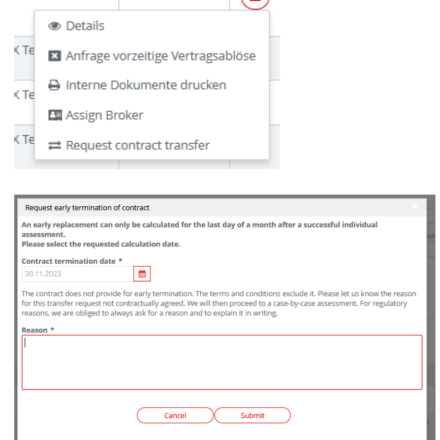 Details
X Te
Anfrage vorzeitige Vertragsablöse
Interne Dokumente drucken
X Te
Assign Broker
X Te
Request contract transfer
Request early termination of contract
An early replacement can only be calculated for the last day of a month after a successful individual
assessment.
Please select the requested calculation date.
Contract termination date *
30.11.2023
The contract does not provide for early termination. The terms and conditions exclude it. Please let us know the reason
for this transfer request not contractually agreed. We will then proceed to a case-by-case assessment. For regulatory
reasons, we are obliged to always ask for a reason and to explain it in writing.
Reason *
Cancel Submit